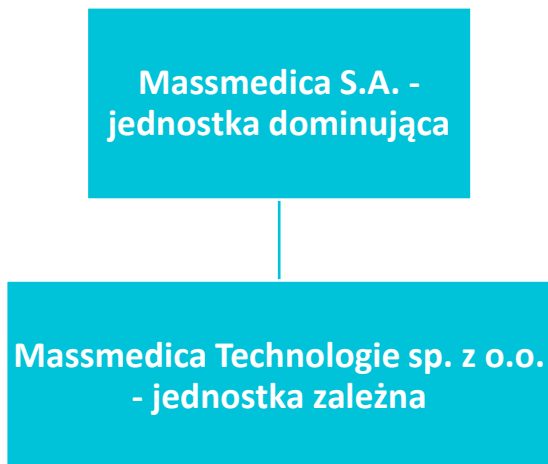 Massmedica S.A. -
jednostka dominująca
Massmedica Technologie sp. z o.o.
- jednostka zależna